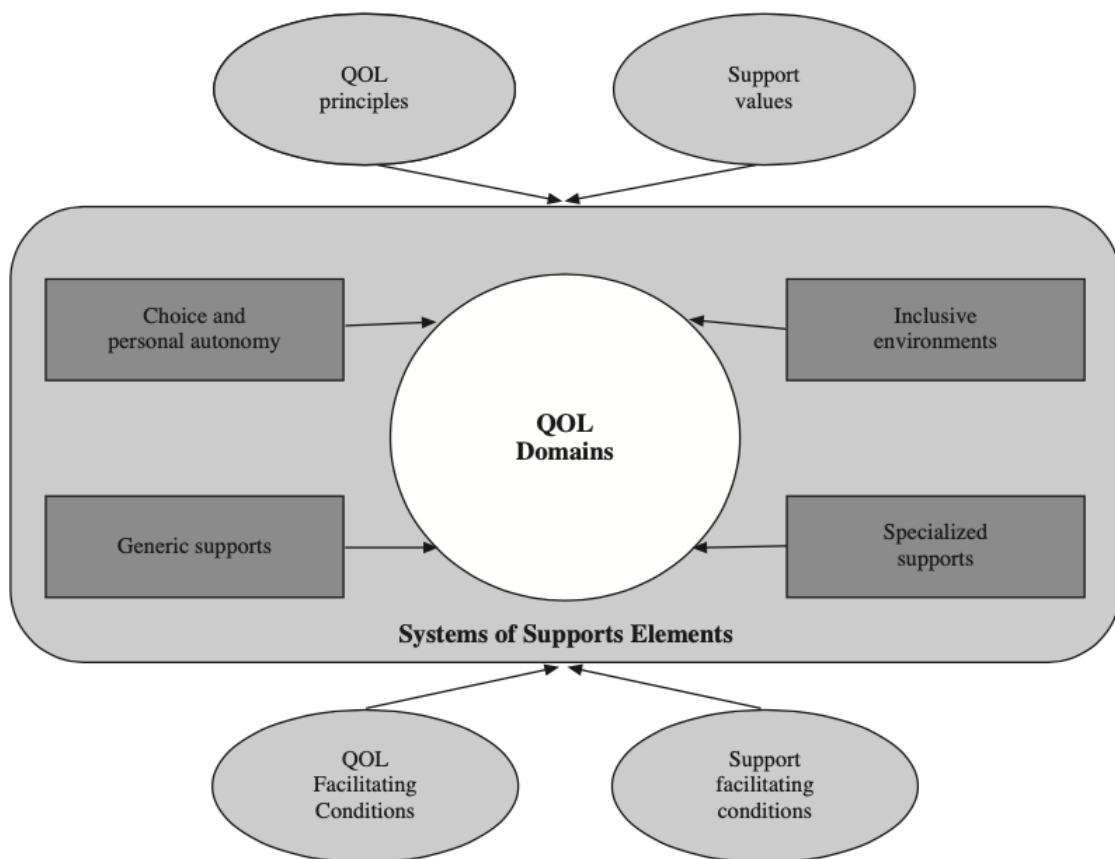 QOL
principles
Support
values
Choice and
personal autonomy
Inclusive
environments
QOL
Domains
Generic supports
Specialized
supports
Systems of Supports Elements
QOL
Facilitating
Conditions
Support
facilitating
conditions